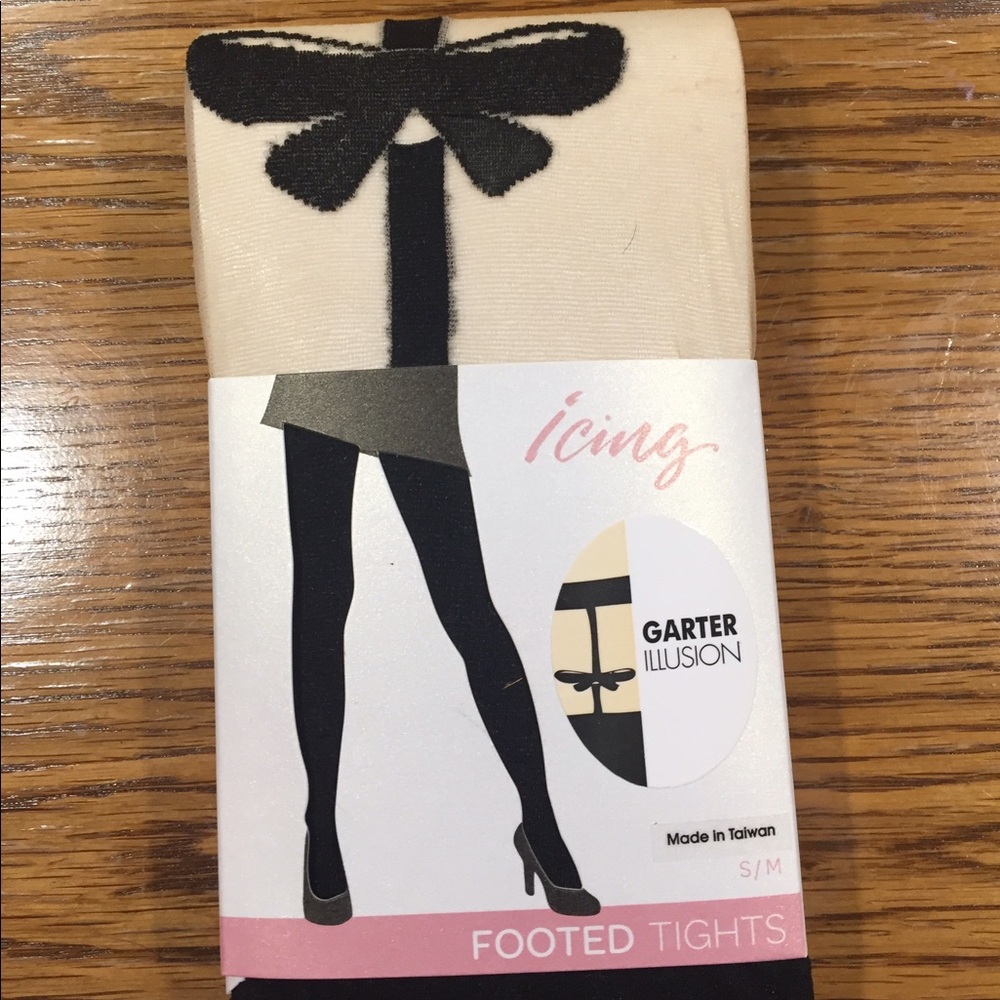 icing
GARTER
ILLUSION
Made in Taiwan
S/M
FOOTED TIGHTS